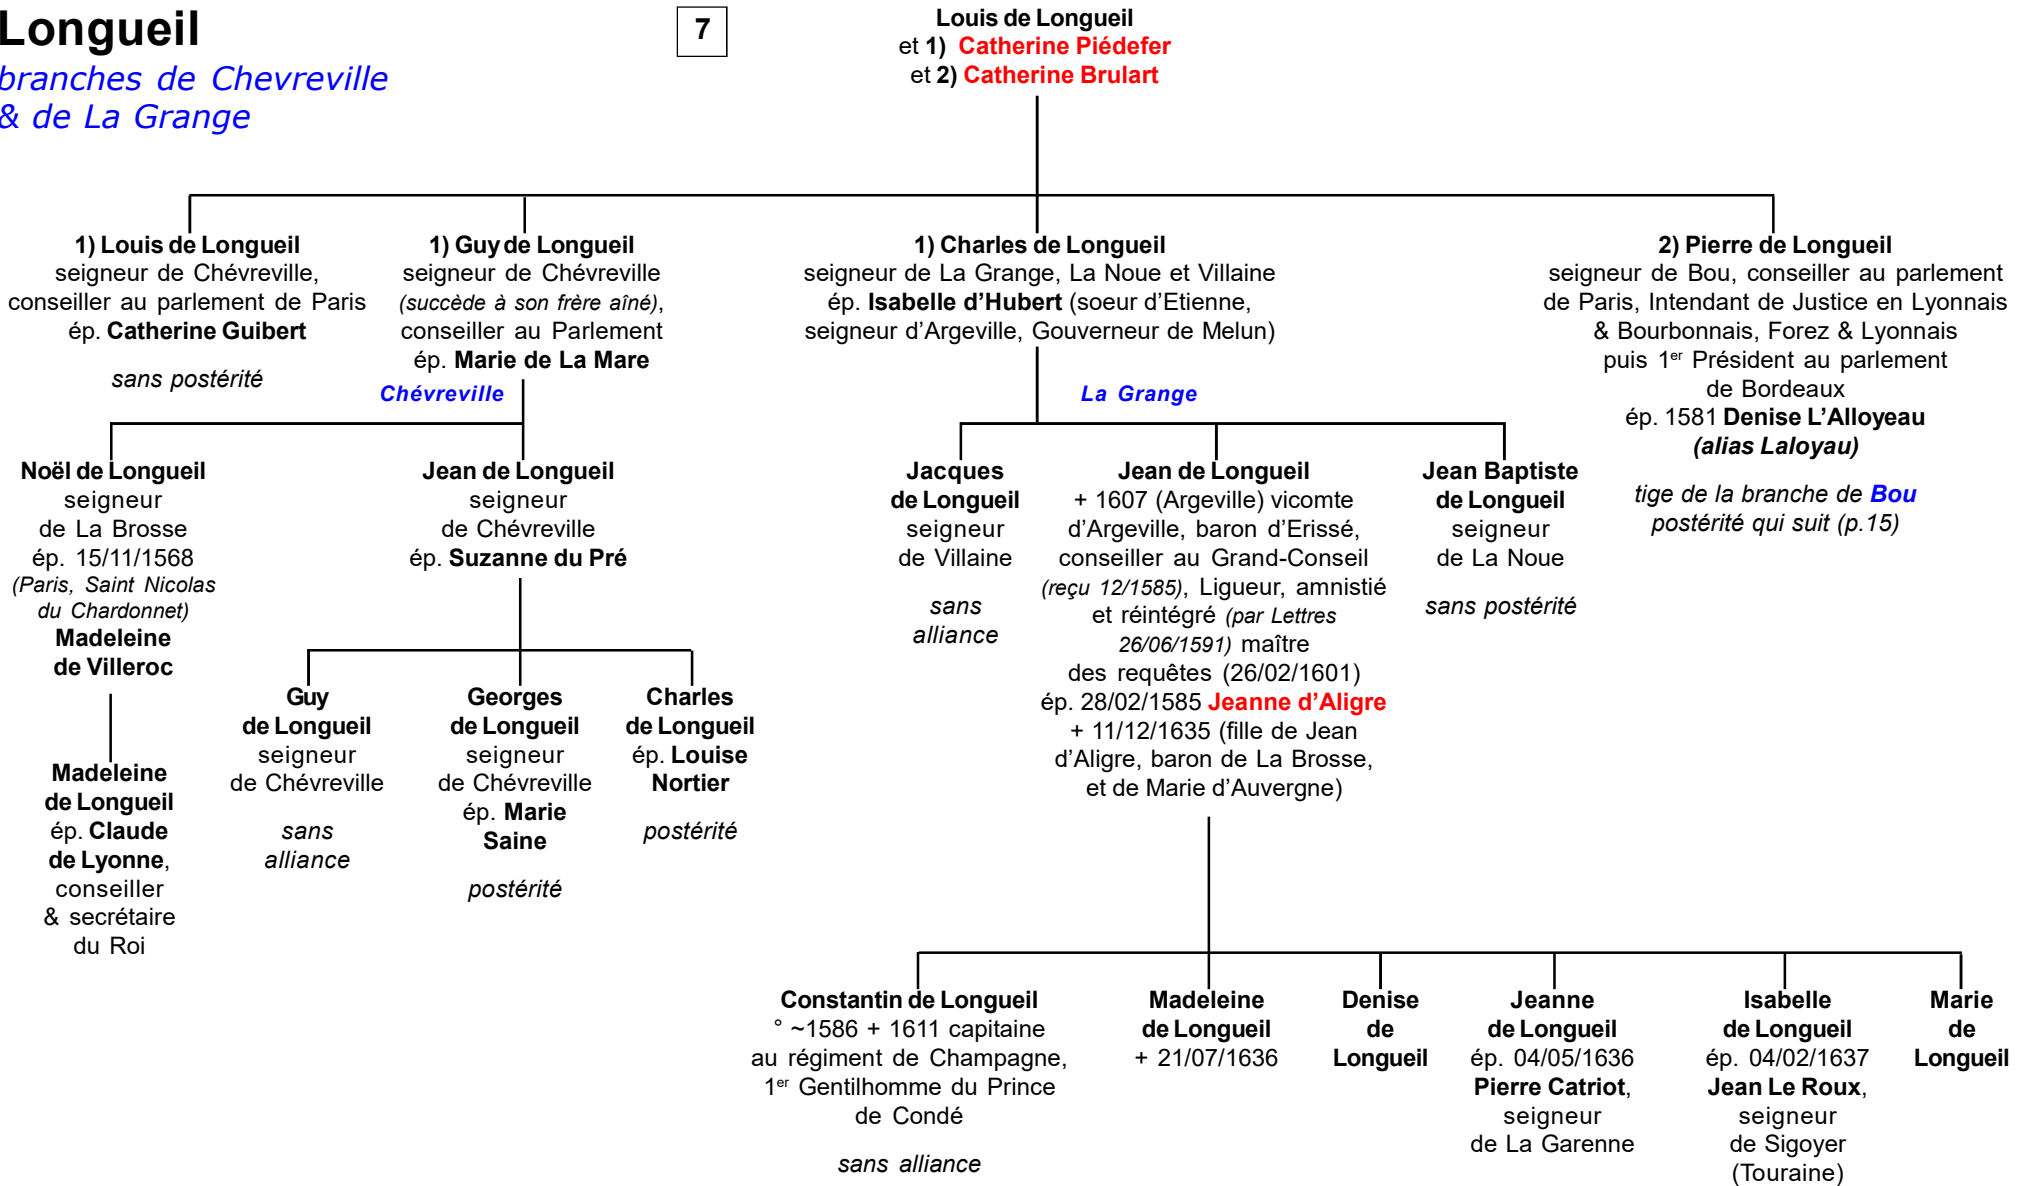 Longueil
branches de Chevreville
& de La Grange
7
Louis de Longueil
et 1) Catherine Piédefer
et 2) Catherine Brulart
1) Louis de Longueil
seigneur de Chévreville,
conseiller au parlement de Paris
ép. Catherine Guibert
sans postérité
1) Guy de Longueil
seigneur de Chévreville
(succède à son frère aîné),
conseiller au Parlement
ép. Marie de La Mare
1) Charles de Longueil
seigneur de La Grange, La Noue et Villaine
ép. Isabelle d'Hubert (soeur d'Etienne,
seigneur d'Argeville, Gouverneur de Melun)
2) Pierre de Longueil
seigneur de Bou, conseiller au parlement
de Paris, Intendant de Justice en Lyonnais
& Bourbonnais, Forez & Lyonnais
puis 1er Président au parlement
de Bordeaux
ép. 1581 Denise L'Alloyeau
(alias Laloyau)
tige de la branche de Bou
postérité qui suit (p.15)
Chévreville
La Grange
Noël de Longueil
seigneur
de La Brosse
ép. 15/11/1568
(Paris, Saint Nicolas
du Chardonnet)
Madeleine
de Villeroc
Jean de Longueil
seigneur
de Chévreville
ép. Suzanne du Pré
Jacques
de Longueil
seigneur
de Villaine
sans
alliance
Jean de Longueil
+ 1607 (Argeville) vicomte
d'Argeville, baron d'Erissé,
conseiller au Grand-Conseil
(reçu 12/1585), Ligueur, amnistié
et réintégré (par Lettres
26/06/1591) maître
des requêtes (26/02/1601)
ép. 28/02/1585 Jeanne d'Aligre
+ 11/12/1635 (fille de Jean
d'Aligre, baron de La Brosse,
et de Marie d'Auvergne)
Jean Baptiste
de Longueil
seigneur
de La Noue
sans postérité
Madeleine
de Longueil
ép. Claude
de Lyonne,
conseiller
& secrétaire
du Roi
Guy
de Longueil
seigneur
de Chévreville
sans
alliance
Georges
de Longueil
seigneur
de Chévreville
ép. Marie
Saine
postérité
Charles
de Longueil
ép. Louise
Nortier
postérité
Constantin de Longueil
° ~1586 + 1611 capitaine
au régiment de Champagne,
1er Gentilhomme du Prince
de Condé
sans alliance
Madeleine
de Longueil
+ 21/07/1636
Denise
de
Longueil
Jeanne
de Longueil
ép. 04/05/1636
Pierre Catriot,
seigneur
de La Garenne
Isabelle
de Longueil
ép. 04/02/1637
Jean Le Roux,
seigneur
de Sigoyer
(Touraine)
Marie
de
Longueil